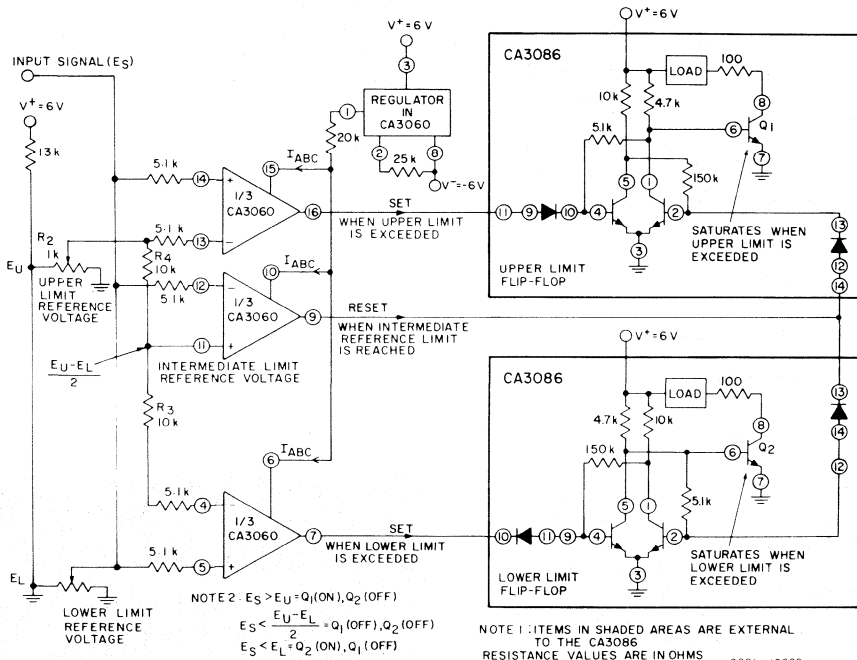 INPUT SIGNAL (ES)
V+=6 V
13k
R2
1k
EU
UPPER
LIMIT
REFERENCE
VOLTAGE
EU-EL
2
EL
LOWER LIMIT
REFERENCE
VOLTAGE
5.1k
14
+
5.1k
13
-
R4
10k
5.1k
12
-
11
+
R3
10k
5.1k
4
-
5.1k
5
+
1/3
CA3060
15
IABC
16
1/3
CA3060
10
IABC
9
INTERMEDIATE LIMIT
REFERENCE VOLTAGE
1/3
CA3060
6
IABC
7
V+=6V
3
REGULATOR
IN
CA3060
1
20k
2
8
25k
V-=-6V
SET
WHEN UPPER LIMIT
IS EXCEEDED
RESET
WHEN INTERMEDIATE
REFERENCE LIMIT
IS REACHED
SET
WHEN LOWER LIMIT
IS EXCEEDED
V+=6V
CA3086
LOAD
100
10k
4.7k
8
5.1k
6
Q1
7
5
1
150k
11
9
10
4
2
3
SATURATES WHEN
UPPER LIMIT IS
EXCEEDED
UPPER LIMIT
FLIP-FLOP
13
12
14
V+=6V
CA3086
LOAD
100
4.7k
10k
8
150k
6
Q2
7
5
1
5.1k
10
11
9
4
2
3
SATURATES WHEN
LOWER LIMIT IS
EXCEEDED
LOWER LIMIT
FLIP-FLOP
13
14
12
NOTE 2: ES > EU = Q1(ON), Q2(OFF)
ES < EU-EL
2 = Q1(OFF), Q2(OFF)
ES < EL = Q2(ON), Q1(OFF)
NOTE 1: ITEMS IN SHADED AREAS ARE EXTERNAL
TO THE CA3086
RESISTANCE VALUES ARE IN OHMS